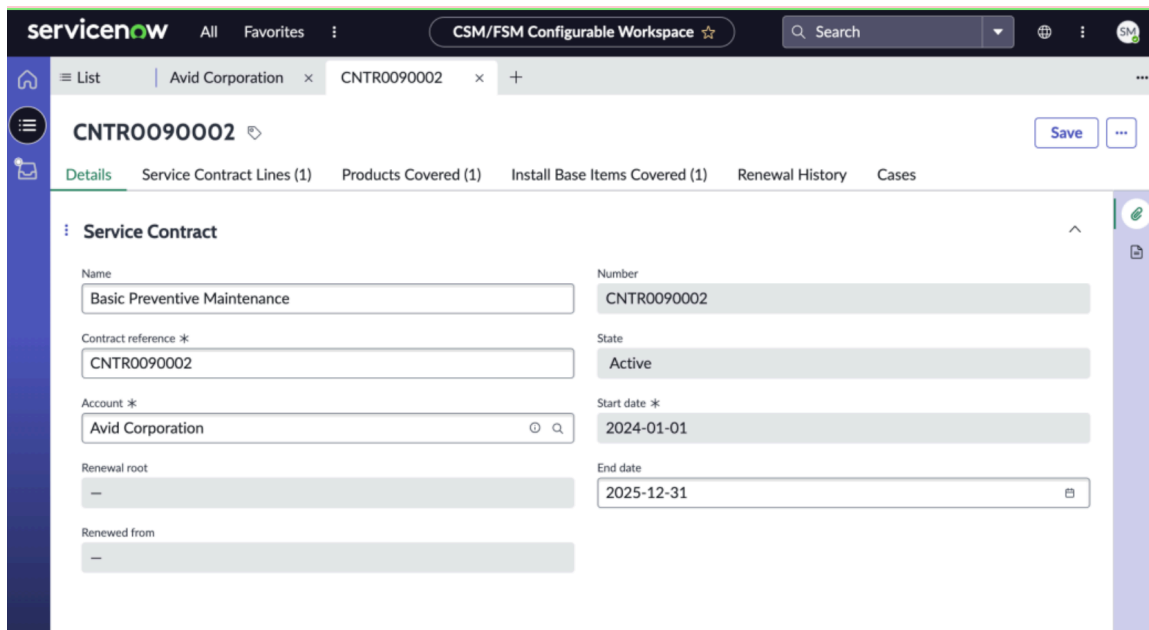 servicenow All Favorites CSM/FSM Configurable Workspace Search SM
List Avid Corporation CNTR0090002
CNTR0090002 Save
Details Service Contract Lines (1) Products Covered (1) Install Base Items Covered (1) Renewal History Cases
Service Contract
Name Number
Basic Preventive Maintenance CNTR0090002
Contract reference * State
CNTR0090002 Active
Account * Start date *
Avid Corporation 2024-01-01
Renewal root End date
— 2025-12-31
Renewed from
—